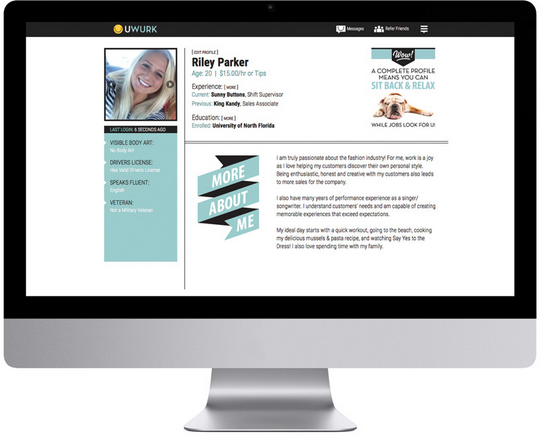 UWURK
Messages
Refer Friends
[ EDIT PROFILE ]
Riley Parker
Age: 20 | $15.00/hr or Tips
Experience: [ MORE ]
Current: Sunny Buttons, Shift Supervisor
Previous: King Kandy, Sales Associate
Education: [ MORE ]
Enrolled: University of North Florida
Wow!
A COMPLETE PROFILE
MEANS YOU CAN
SIT BACK & RELAX
WHILE JOBS LOOK FOR U!
LAST LOGIN: 6 SECONDS AGO
VISIBLE BODY ART:
No Body Art
DRIVERS LICENSE:
Has Valid Drivers License
SPEAKS FLUENT:
English
VETERAN:
Not a Military Veteran
MORE
ABOUT
ME
I am truly passionate about the fashion industry! For me, work is a joy
as I love helping my customers discover their own personal style.
Being enthusiastic, honest and creative with my customers also leads
to more sales for the company.
I also have many years of performance experience as a singer/
songwriter. I understand customers' needs and am capable of creating
memorable experiences that exceed expectations.
My ideal day starts with a quick workout, going to the beach, cooking
my delicious mussels & pasta recipe, and watching Say Yes to the
Dress! I also love spending time with my family.